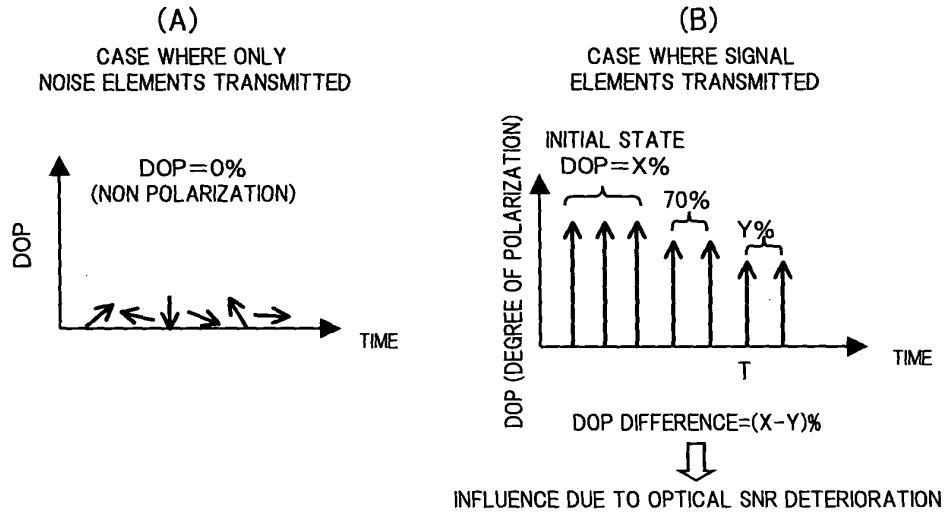 (A)
CASE WHERE ONLY
NOISE ELEMENTS TRANSMITTED
DOP=0%
(NON POLARIZATION)
DOP
TIME
(B)
CASE WHERE SIGNAL
ELEMENTS TRANSMITTED
INITIAL STATE
DOP=X%
70%
Y%
DOP (DEGREE OF POLARIZATION)
TIME
T
DOP DIFFERENCE=(X-Y)%
INFLUENCE DUE TO OPTICAL SNR DETERIORATION